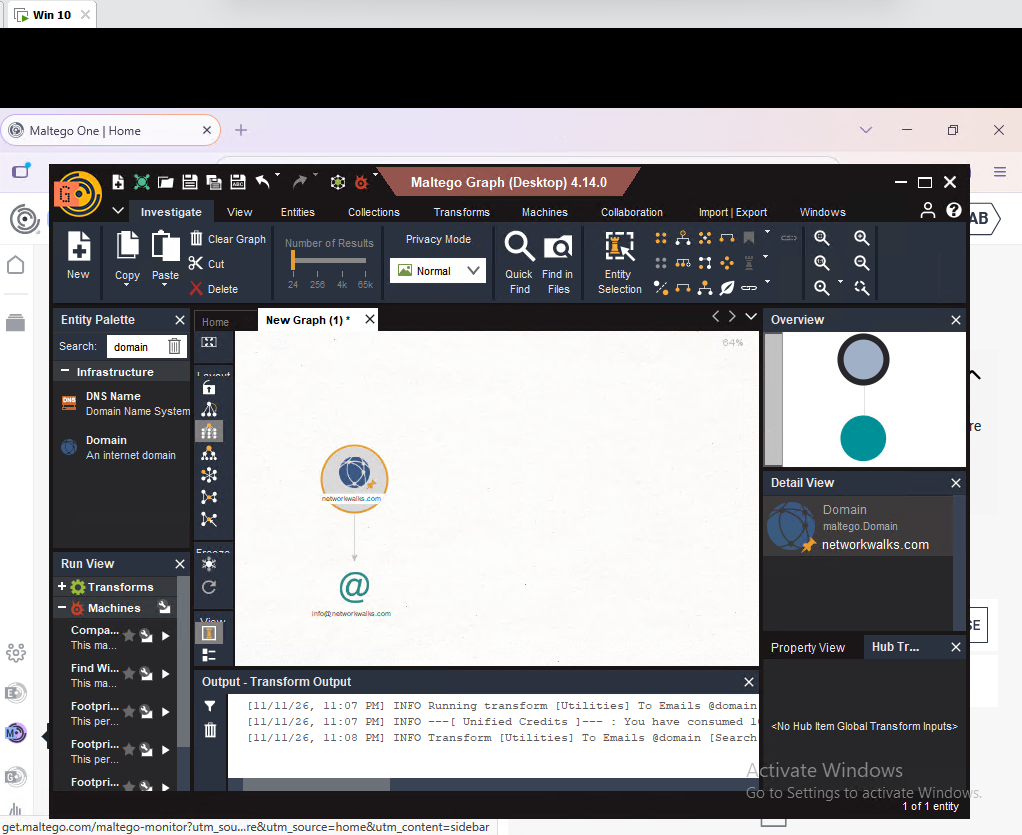 Win 10
Maltego One | Home
Maltego Graph (Desktop) 4.14.0
Investigate View Entities Collections Transforms Machines Collaboration Import | Export Windows
AB
New
Copy
Paste
Clear Graph
Cut
Delete
Number of Results
24 256 4k 65k
Privacy Mode
Normal
Quick
Find
Find in
Files
Entity
Selection
Entity Palette
Search: domain
Infrastructure
DNS
DNS Name
Domain Name System
Domain
An internet domain
Home
New Graph (1) *
64%
Layout
Freeze
View
networkwalks.com
@
info@networkwalks.com
Overview
re
Detail View
Domain
maltego.Domain
networkwalks.com
SE
Run View
Transforms
Machines
Compa...
This ma...
Find Wi...
This ma...
Footpri...
This per...
Footpri...
This per...
Footpri...
Output - Transform Output
[11/11/26, 11:07 PM] INFO Running transform [Utilities] To Emails @domain
[11/11/26, 11:07 PM] INFO ---[ Unified Credits ]--- : You have consumed 1
[11/11/26, 11:08 PM] INFO Transform [Utilities] To Emails @domain [Search
Property View
Hub Tr...
<No Hub Item Global Transform Inputs>
Activate Windows
Go to Settings to activate Windows.
1 of 1 entity
get.maltego.com/maltego-monitor?utm_sou...re&utm_source=home&utm_content=sidebar